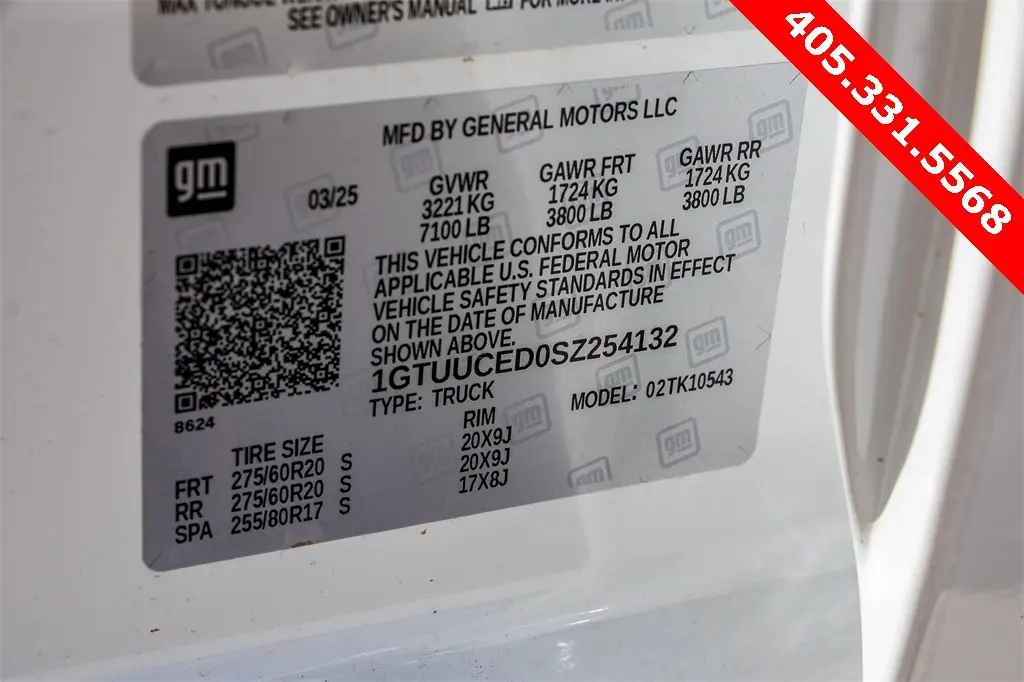 SEE OWNER'S MANUAL FOR MORE
405.331.5568
MFD BY GENERAL MOTORS LLC
gm
03/25
GVWR GAWR FRT GAWR RR
3221 KG 1724 KG 1724 KG
7100 LB 3800 LB 3800 LB
THIS VEHICLE CONFORMS TO ALL
APPLICABLE U.S. FEDERAL MOTOR
VEHICLE SAFETY STANDARDS IN EFFECT
ON THE DATE OF MANUFACTURE
SHOWN ABOVE.
1GTUUCED0SZ254132
TYPE: TRUCK MODEL: 02TK10543
8624
TIRE SIZE RIM
FRT 275/60R20 S 20X9J
RR 275/60R20 S 20X9J
SPA 255/80R17 S 17X8J